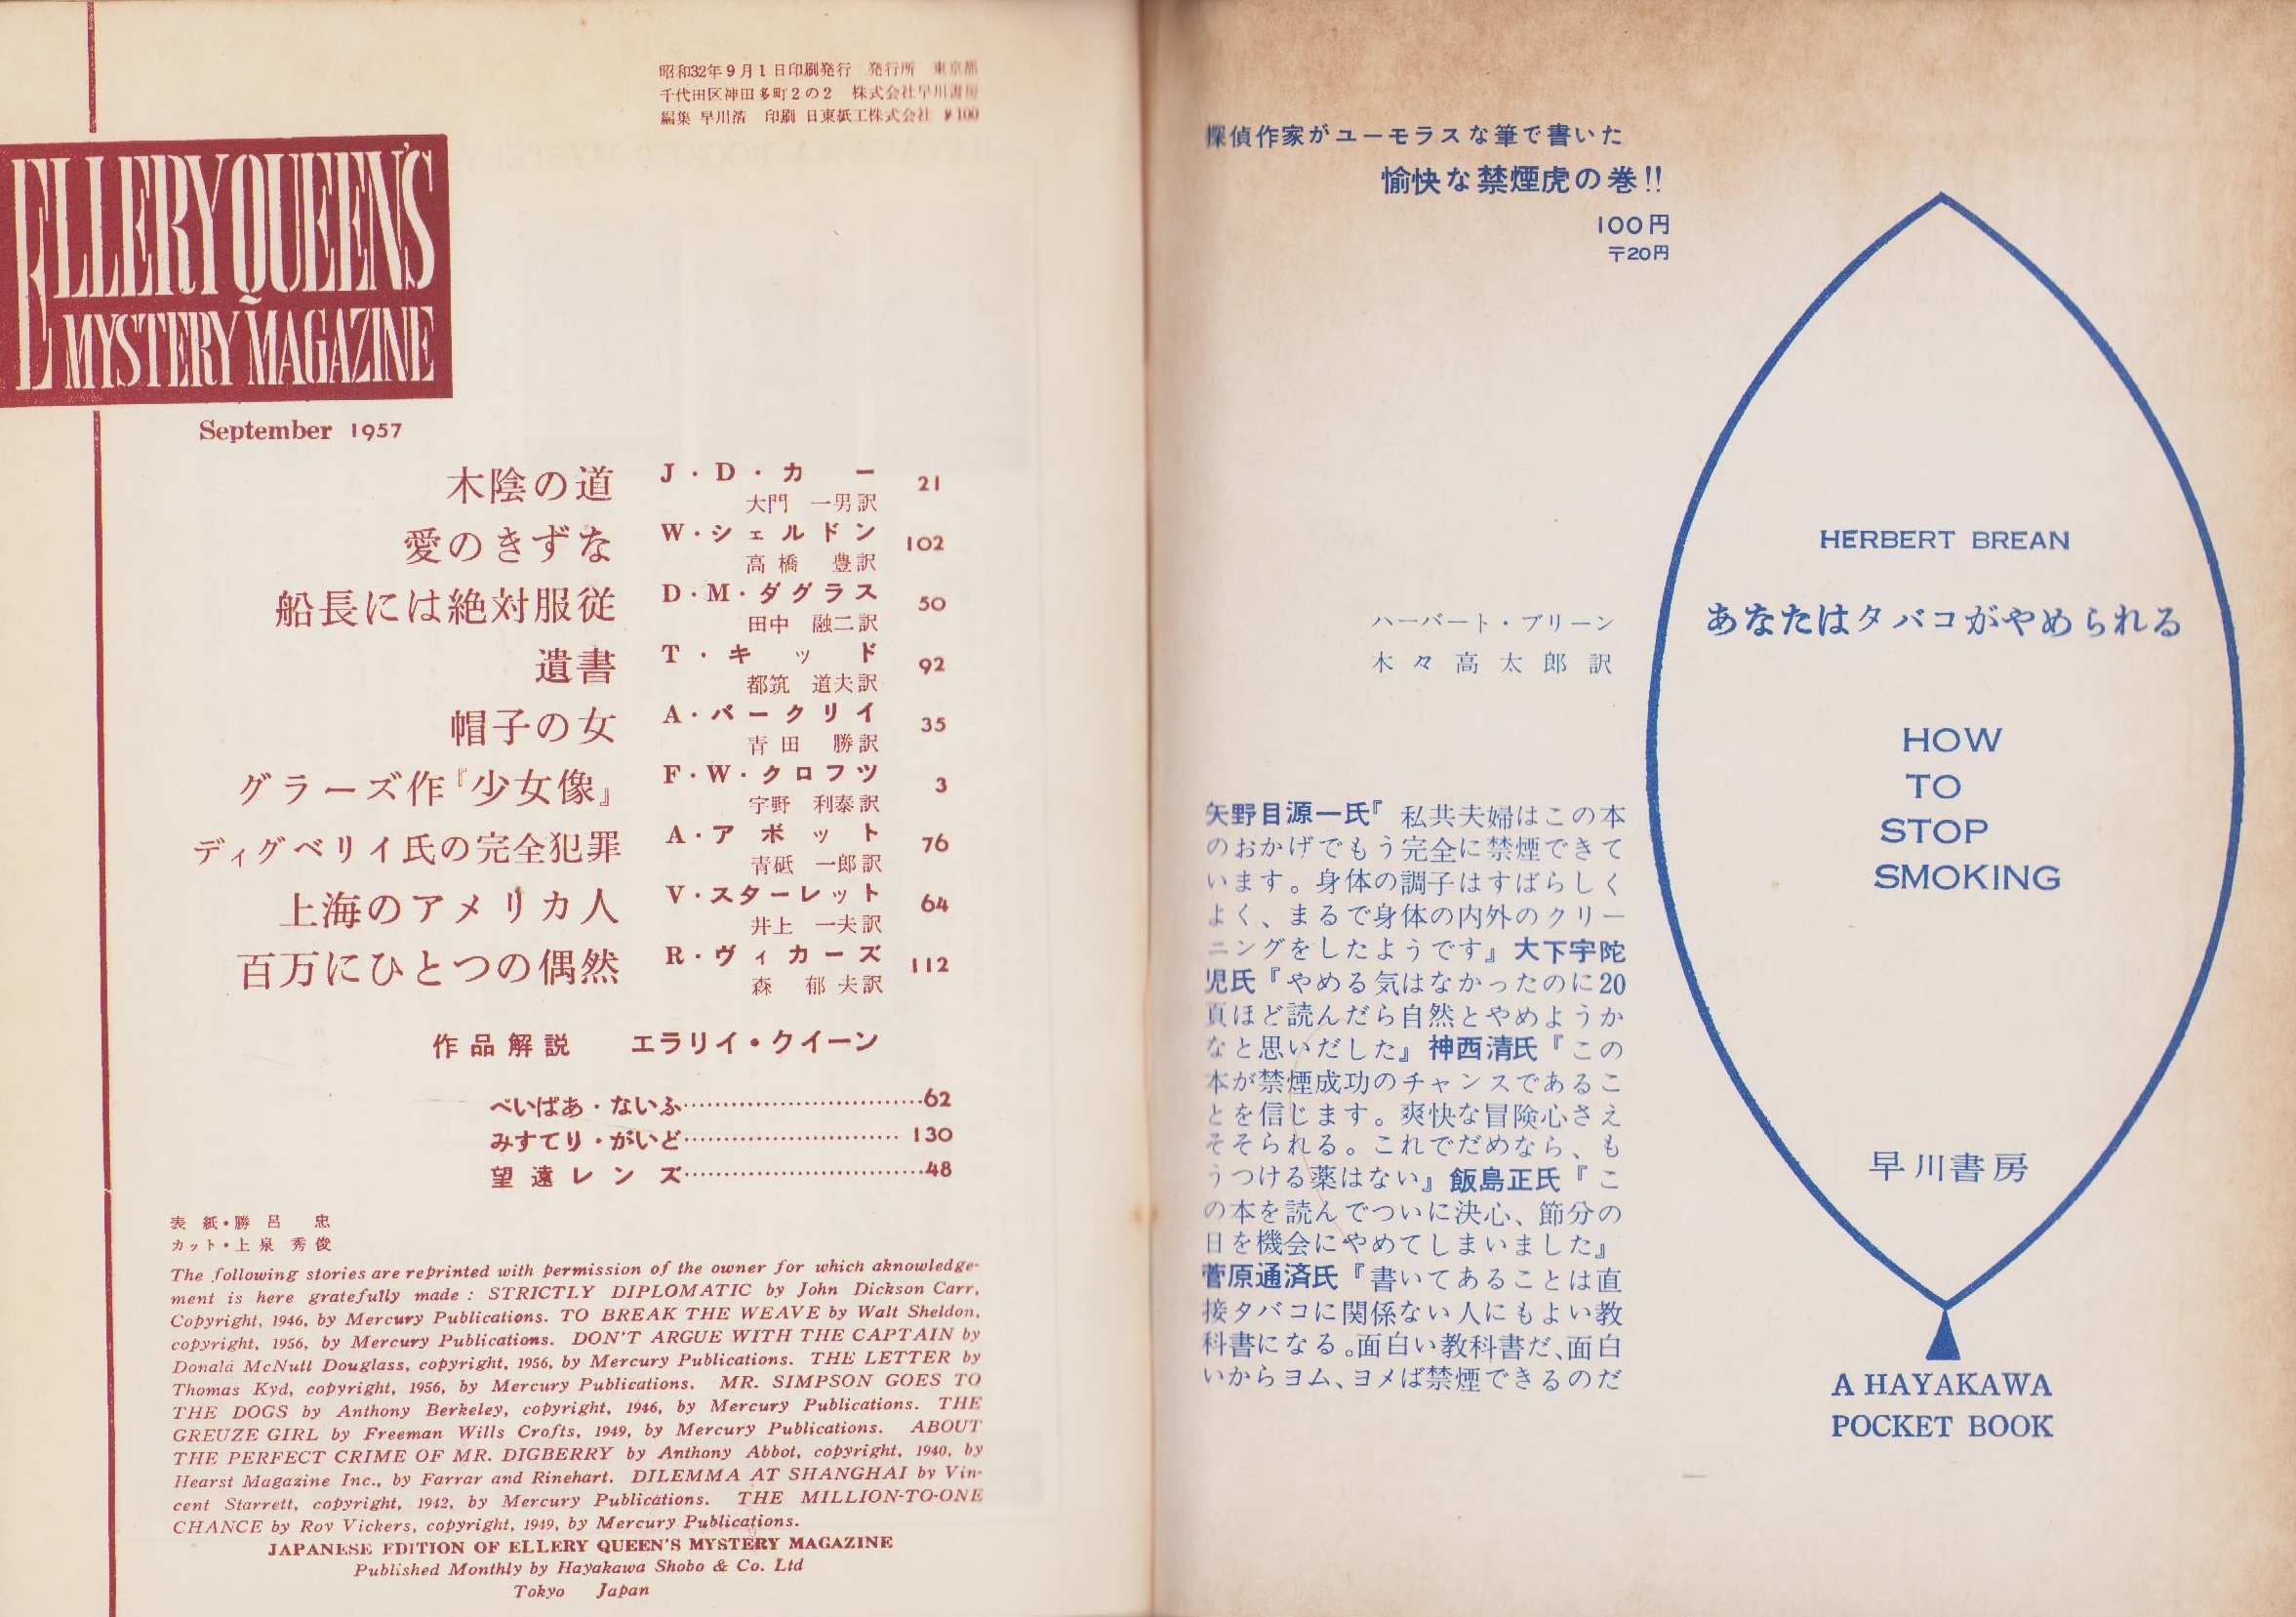 昭和32年9月1日印刷発行 発行所 東京都
千代田区神田多町2の2 株式会社早川書房
編集 早川清 印刷 日東紙工株式会社 ¥100
ELLERY QUEEN'S
MYSTERY MAGAZINE
September 1957
木陰の道 J・D・カー 21
大門 一男訳
愛のきずな W・シェルドン 102
高橋 豊訳
船長には絶対服従 D・M・ダグラス 50
田中 融二訳
遺書 T・キッド 92
都筑 道夫訳
帽子の女 A・バークリイ 35
青田 勝訳
グラーズ作『少女像』 F・W・クロフツ 3
宇野 利泰訳
ディグベリイ氏の完全犯罪 A・アボット 76
青砥 一郎訳
上海のアメリカ人 V・スターレット 64
井上 一夫訳
百万にひとつの偶然 R・ヴィカーズ 112
森 郁夫訳
作品解説 エラリイ・クイーン
ぺいぱあ・ないふ……………………………62
みすてり・がいど…………………………130
望遠レンズ……………………………48
表紙・勝呂 忠
カット・上泉 秀俊
The following stories are reprinted with permission of the owner for which aknowledge-
ment is here gratefully made : STRICTLY DIPLOMATIC by John Dickson Carr,
Copyright, 1946, by Mercury Publications. TO BREAK THE WEAVE by Walt Sheldon,
copyright, 1956, by Mercury Publications. DON'T ARGUE WITH THE CAPTAIN by
Donald McNutt Douglass, copyright, 1956, by Mercury Publications. THE LETTER by
Thomas Kyd, copyright, 1956, by Mercury Publications. MR. SIMPSON GOES TO
THE DOGS by Anthony Berkeley, copyright, 1946, by Mercury Publications. THE
GREUZE GIRL by Freeman Wills Crofts, 1949, by Mercury Publications. ABOUT
THE PERFECT CRIME OF MR. DIGBERRY by Anthony Abbot, copyright, 1940, by
Hearst Magazine Inc., by Farrar and Rinehart. DILEMMA AT SHANGHAI by Vin-
cent Starrett, copyright, 1942, by Mercury Publications. THE MILLION-TO-ONE
CHANCE by Roy Vickers, copyright, 1949, by Mercury Publications.
JAPANESE EDITION OF ELLERY QUEEN'S MYSTERY MAGAZINE
Published Monthly by Hayakawa Shobo & Co. Ltd
Tokyo Japan
探偵作家がユーモラスな筆で書いた
愉快な禁煙虎の巻!!
100円
〒20円
ハーバート・ブリーン
木々高太郎訳
矢野目源一氏『私共夫婦はこの本
のおかげでもう完全に禁煙できて
います。身体の調子はすばらしく
よく、まるで身体の内外のクリー
ニングをしたようです』大下宇陀
児氏『やめる気はなかったのに20
頁ほど読んだら自然とやめようか
なと思いだした』神西清氏『この
本が禁煙成功のチャンスであるこ
とを信じます。爽快な冒険心さえ
そそられる。これでだめなら、も
うつける薬はない』飯島正氏『こ
の本を読んでついに決心、節分の
日を機会にやめてしまいました』
菅原通済氏『書いてあることは直
接タバコに関係ない人にもよい教
科書になる。面白い教科書だ、面白
いからヨム、ヨメば禁煙できるのだ
HERBERT BREAN
あなたはタバコがやめられる
HOW
TO
STOP
SMOKING
早川書房
A HAYAKAWA
POCKET BOOK